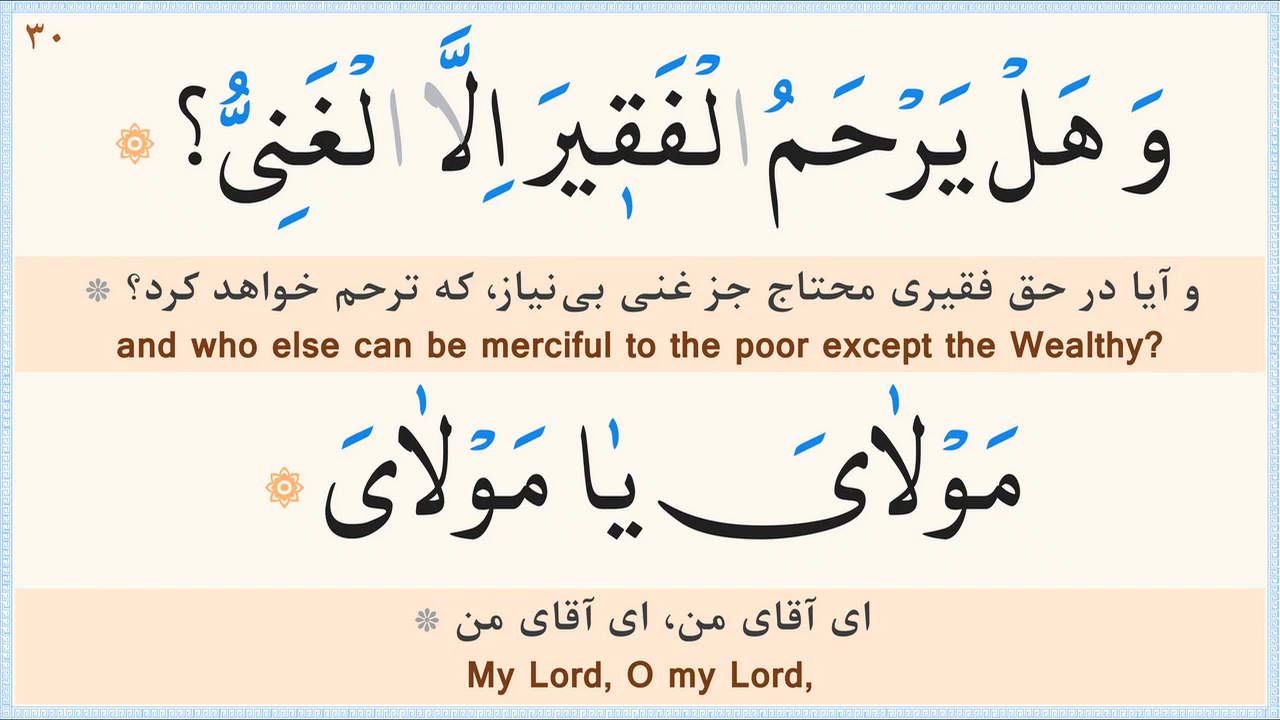 ۳۰
وَ هَلْ يَرْحَمُ الْفَقيرَ اِلَّا الْغَنِىُّ؟
و آیا در حق فقیری محتاج جز غنی بی‌نیاز، که ترحم خواهد کرد؟
and who else can be merciful to the poor except the Wealthy?
مَوْلاىَ يا مَوْلاىَ
ای آقای من، ای آقای من
My Lord, O my Lord,